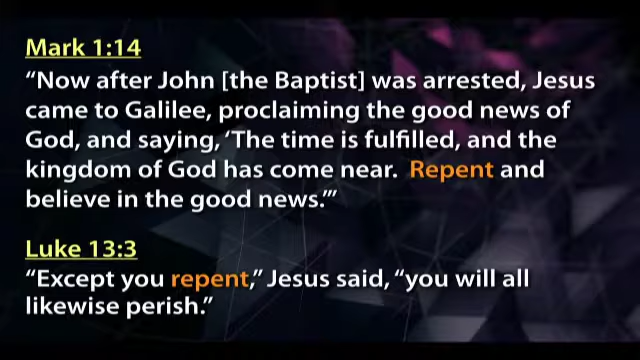 Mark 1:14
“Now after John [the Baptist] was arrested, Jesus
came to Galilee, proclaiming the good news of
God, and saying, ‘The time is fulfilled, and the
kingdom of God has come near.  Repent and
believe in the good news.’”
Luke 13:3
“Except you repent,” Jesus said, “you will all
likewise perish.”